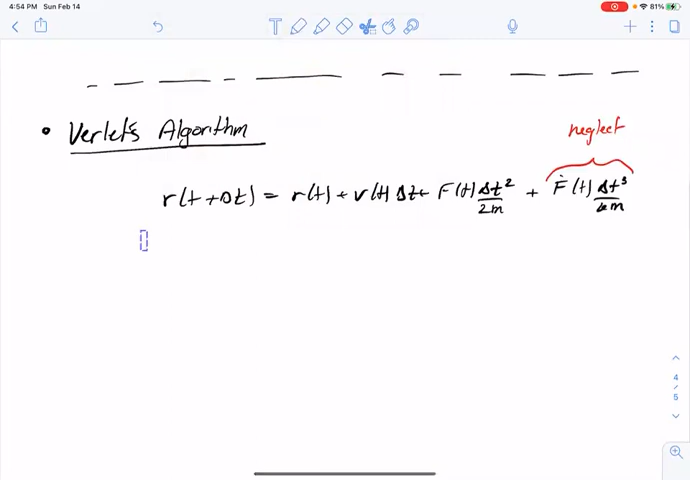 4:54 PM Sun Feb 14
81%
• Verlet's Algorithm
neglect
r(t+Δt) = r(t) + v(t) Δt + F(t) Δt²/2m + Ḟ(t) Δt³/6m
4/5